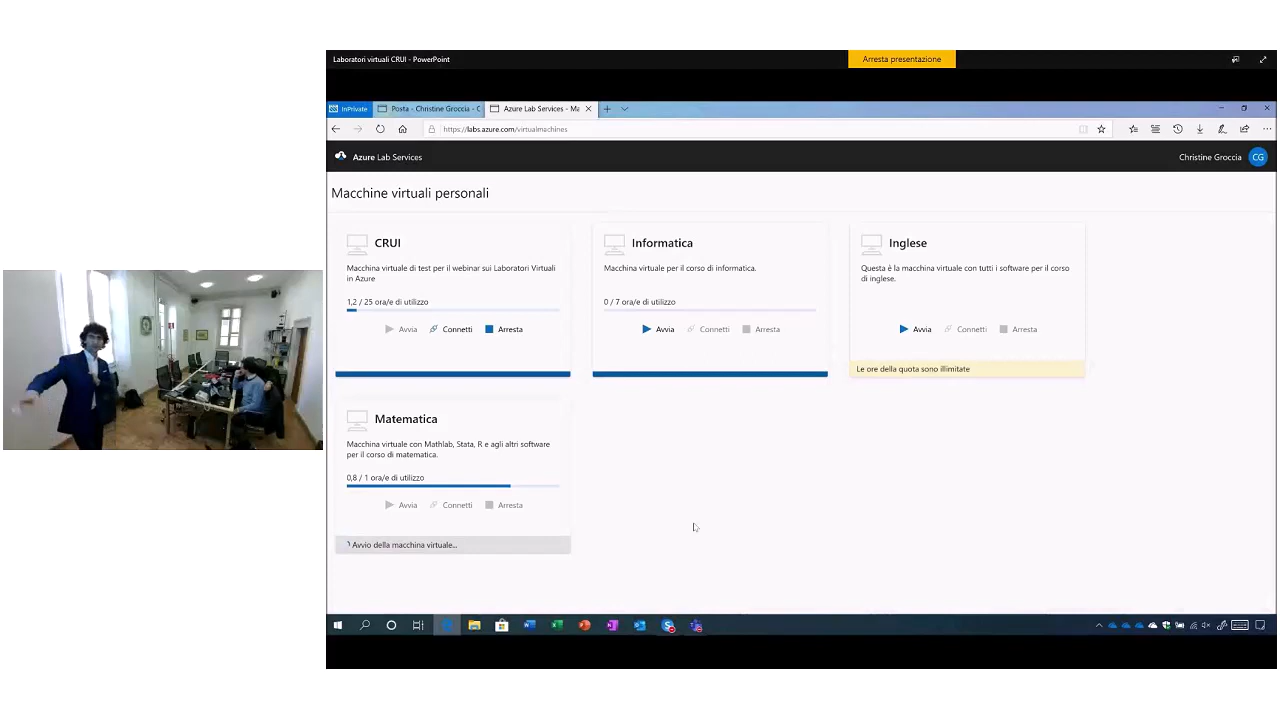 Laboratori virtuali CRUI - PowerPoint
Arresta presentazione
InPrivate
Posta - Christine Groccia - C
Azure Lab Services - Ma
https://labs.azure.com/virtualmachines
Azure Lab Services
Christine Groccia
CG
Macchine virtuali personali
CRUI
Macchina virtuale di test per il webinar sui Laboratori Virtuali
in Azure
1,2 / 25 ora/e di utilizzo
Avvia
Connetti
Arresta
Informatica
Macchina virtuale per il corso di informatica.
0 / 7 ora/e di utilizzo
Avvia
Connetti
Arresta
Inglese
Questa è la macchina virtuale con tutti i software per il corso
di inglese.
Avvia
Connetti
Arresta
Le ore della quota sono illimitate
Matematica
Macchina virtuale con Mathlab, Stata, R e agli altri software
per il corso di matematica.
0,8 / 1 ora/e di utilizzo
Avvia
Connetti
Arresta
Avvio della macchina virtuale...